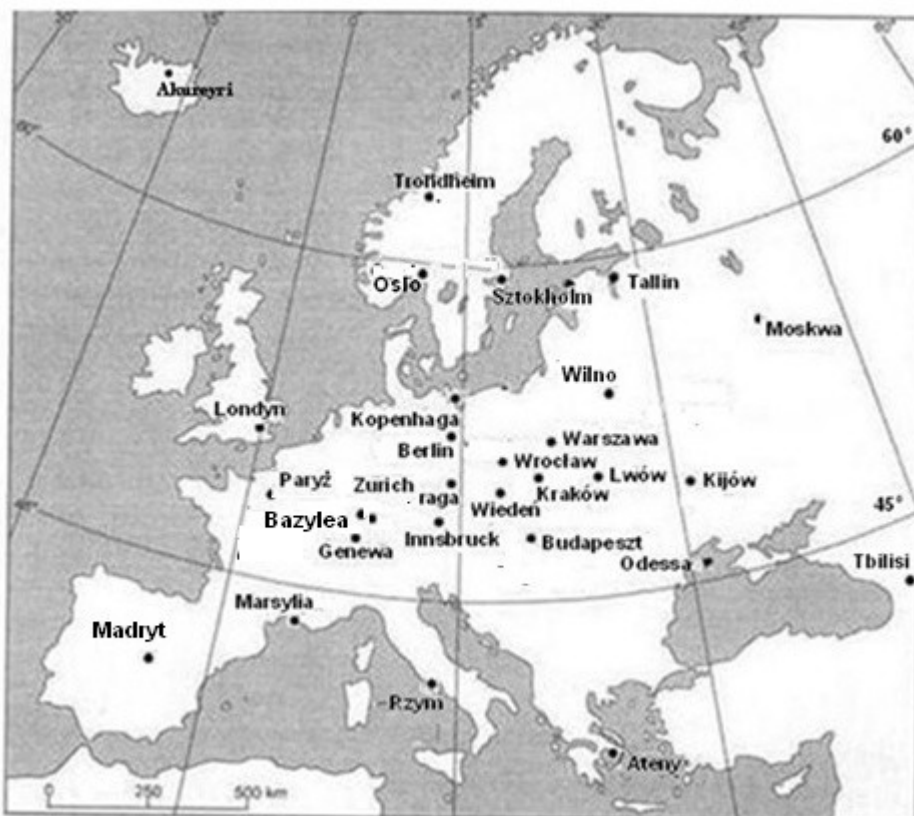 Akureyri
60°
Trondheim
Oslo
Sztokholm
Tallin
Moskwa
Wilno
Londyn
Kopenhaga
Berlin
Warszawa
Wrocław
Paryż
Zurich
raga
Kraków
Lwów
Kijów
Wiedeń
45°
Bazylea
Genewa
Innsbruck
Budapeszt
Odessa
Tbilisi
Marsylia
Madryt
Rzym
Ateny
0 250 500 km